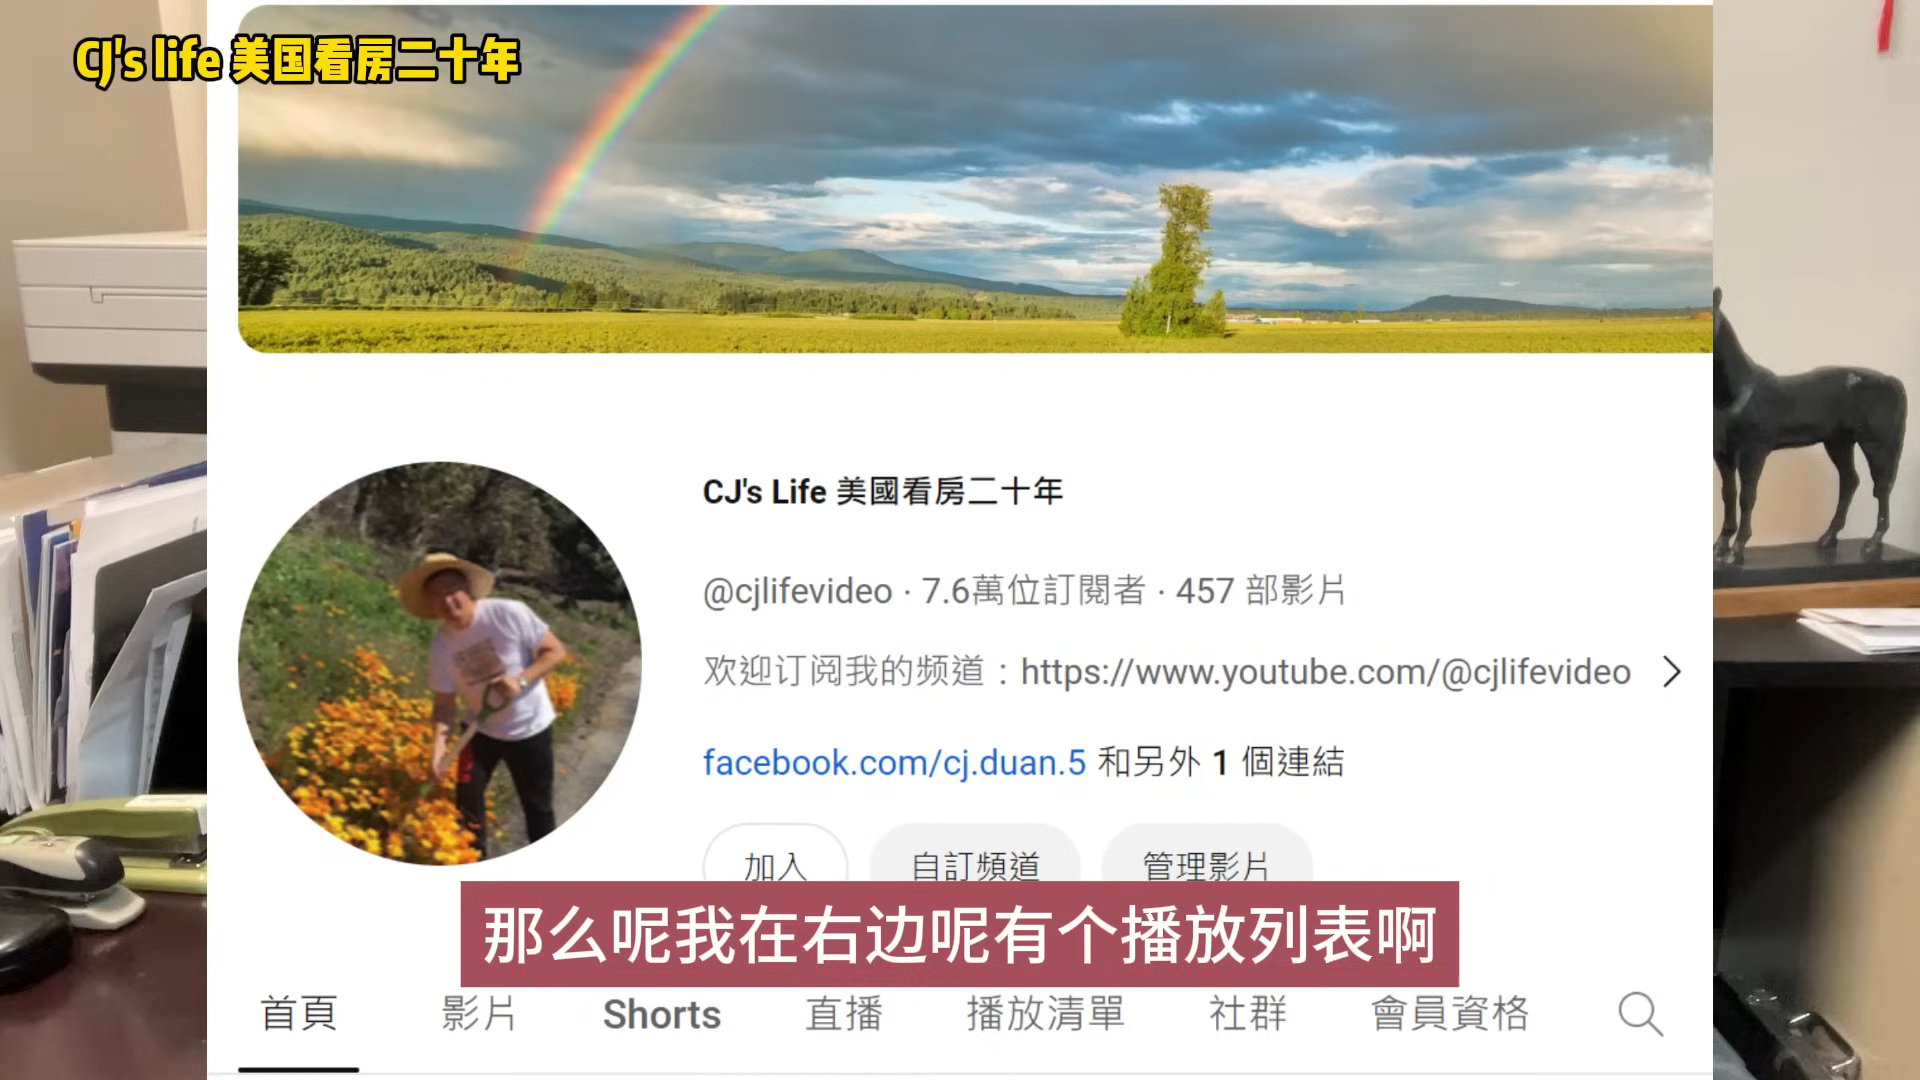 CJ's life 美国看房二十年
CJ's Life 美國看房二十年
@cjlifevideo · 7.6萬位訂閱者 · 457 部影片
欢迎订阅我的频道：https://www.youtube.com/@cjlifevideo
facebook.com/cj.duan.5 和另外 1 個連結
加入 自訂頻道 管理影片
那么呢我在右边呢有个播放列表啊
首頁 影片 Shorts 直播 播放清單 社群 會員資格